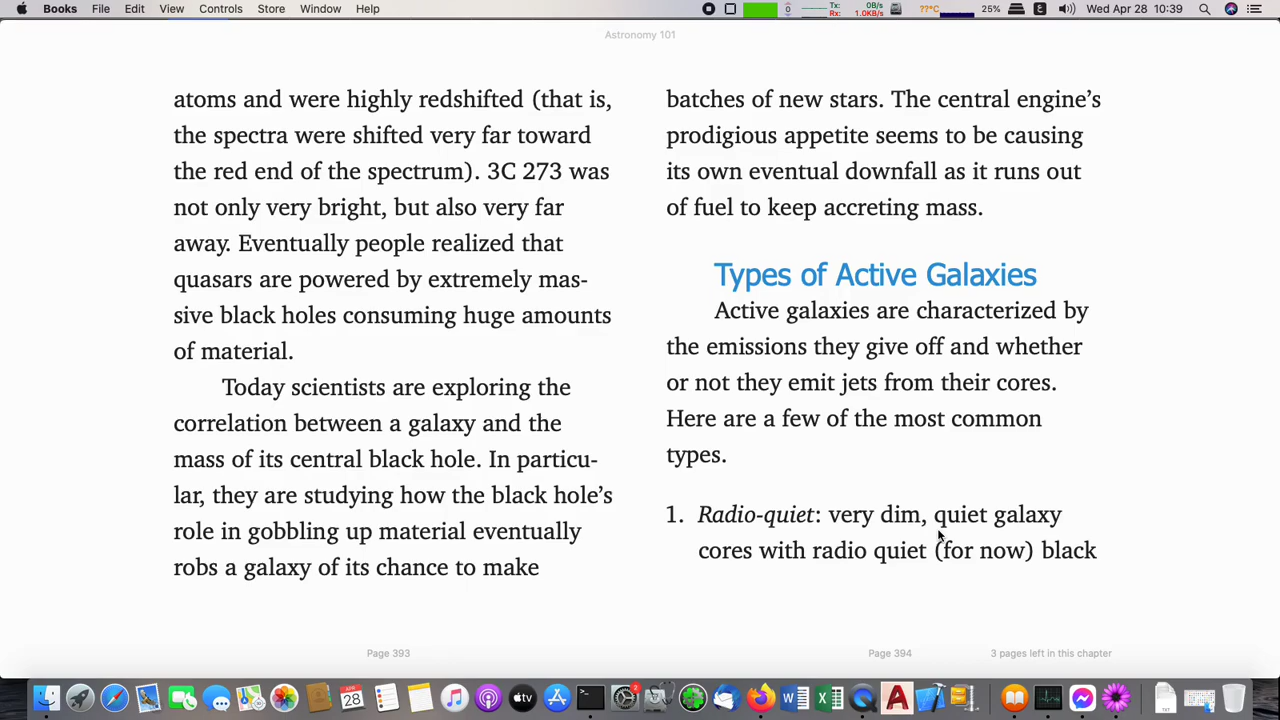 Books File Edit View Controls Store Window Help
Tx: 0B/s
Rx: 1.0KB/s
??°C
25%
Wed Apr 28 10:39
Astronomy 101
atoms and were highly redshifted (that is,
the spectra were shifted very far toward
the red end of the spectrum). 3C 273 was
not only very bright, but also very far
away. Eventually people realized that
quasars are powered by extremely mas-
sive black holes consuming huge amounts
of material.
Today scientists are exploring the
correlation between a galaxy and the
mass of its central black hole. In particu-
lar, they are studying how the black hole’s
role in gobbling up material eventually
robs a galaxy of its chance to make
Page 393
batches of new stars. The central engine’s
prodigious appetite seems to be causing
its own eventual downfall as it runs out
of fuel to keep accreting mass.
Types of Active Galaxies
Active galaxies are characterized by
the emissions they give off and whether
or not they emit jets from their cores.
Here are a few of the most common
types.
1. Radio-quiet: very dim, quiet galaxy
cores with radio quiet (for now) black
Page 394
3 pages left in this chapter
tv
2